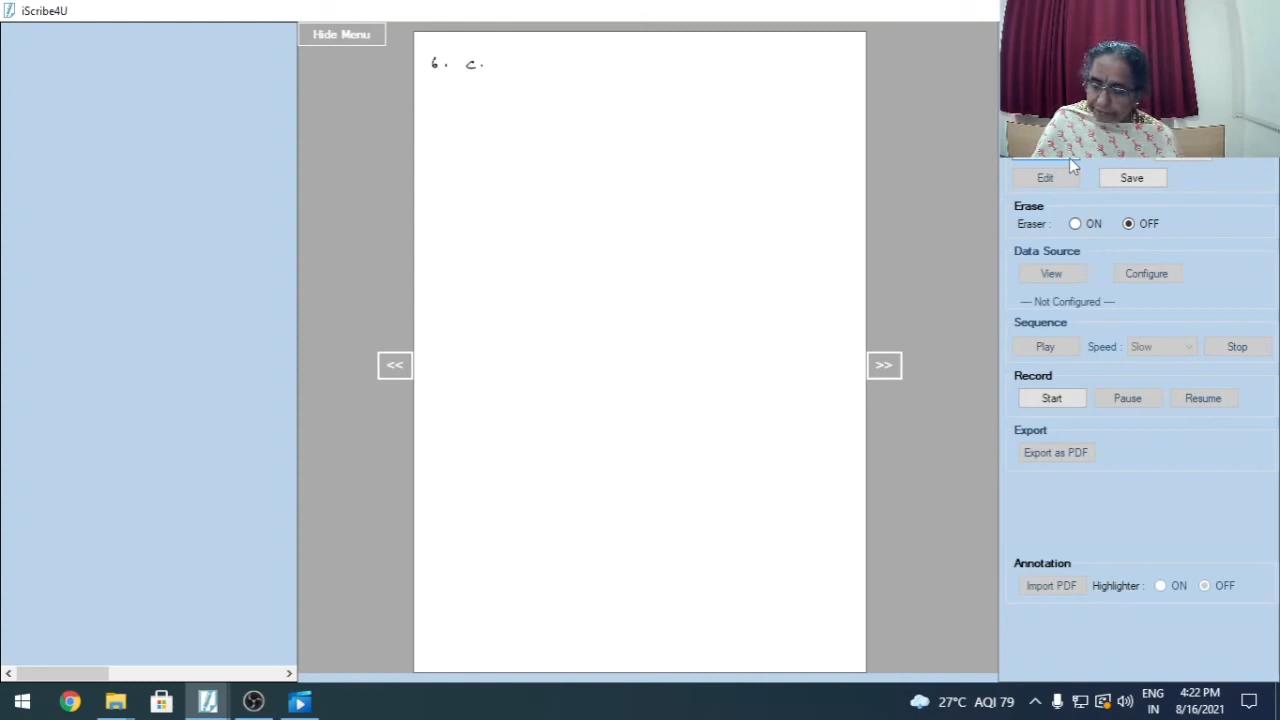 iScribe4U
Hide Menu
6. c.
<<
>>
Edit
Save
Erase
Eraser :
ON
OFF
Data Source
View
Configure
--- Not Configured ---
Sequence
Play
Speed :
Slow
Stop
Record
Start
Pause
Resume
Export
Export as PDF
Annotation
Import PDF
Highlighter :
ON
OFF
27°C AQI 79
ENG
IN
4:22 PM
8/16/2021